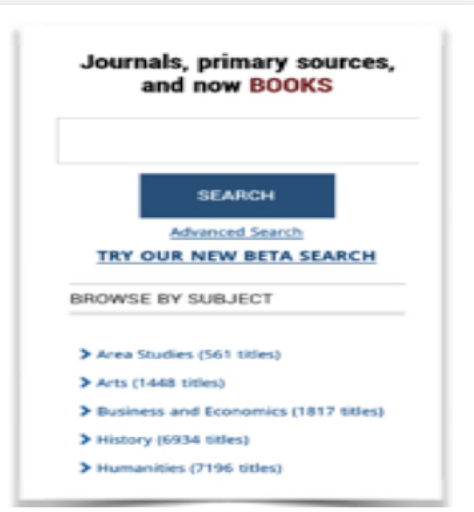 Journals, primary sources,
and now BOOKS
SEARCH
Advanced Search
TRY OUR NEW BETA SEARCH
BROWSE BY SUBJECT
Area Studies (561 titles)
Arts (1448 titles)
Business and Economics (1817 titles)
History (6934 titles)
Humanities (7196 titles)